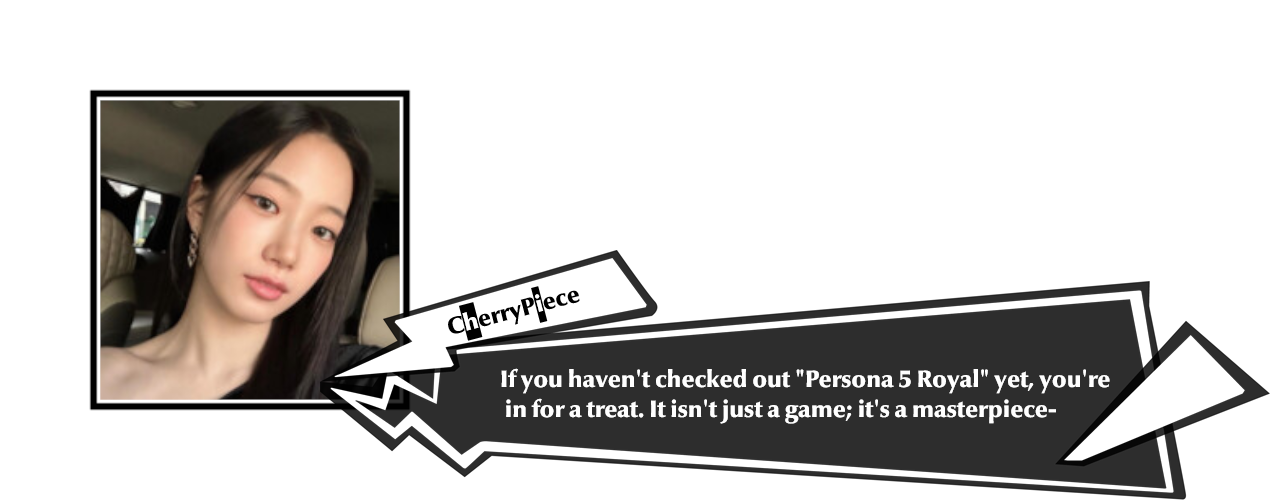 CherryPiece
If you haven't checked out "Persona 5 Royal" yet, you're
in for a treat. It isn't just a game; it's a masterpiece-